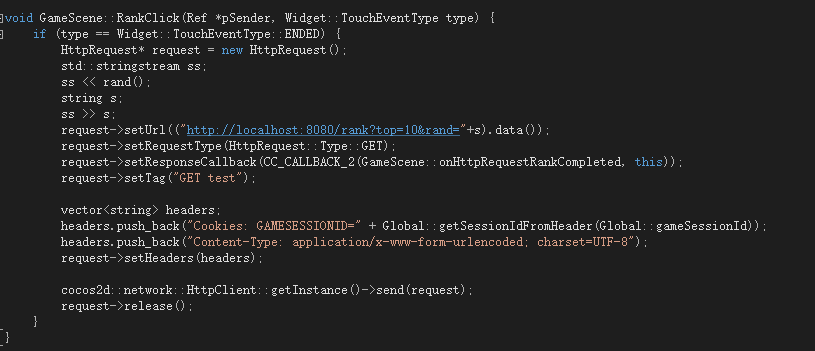 void GameScene::RankClick(Ref *pSender, Widget::TouchEventType type) {
if (type == Widget::TouchEventType::ENDED) {
HttpRequest* request = new HttpRequest();
std::stringstream ss;
ss << rand();
string s;
ss >> s;
request->setUrl(("http://localhost:8080/rank?top=10&rand="+s).data());
request->setRequestType(HttpRequest::Type::GET);
request->setResponseCallback(CC_CALLBACK_2(GameScene::onHttpRequestRankCompleted, this));
request->setTag("GET test");
vector<string> headers;
headers.push_back("Cookies: GAMESESSIONID=" + Global::getSessionIdFromHeader(Global::gameSessionId));
headers.push_back("Content-Type: application/x-www-form-urlencoded; charset=UTF-8");
request->setHeaders(headers);
cocos2d::network::HttpClient::getInstance()->send(request);
request->release();
}
}